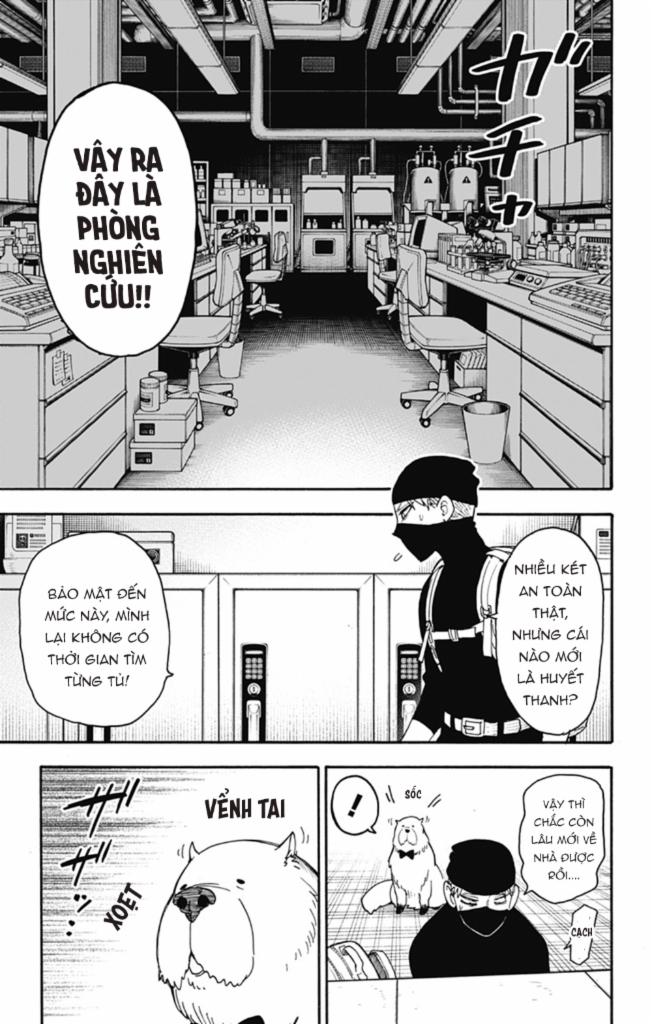 ガチャ
VẬY RA
ĐÂY LÀ
PHÒNG
NGHIÊN
CỨU!!
NHIỀU KÉT
AN TOÀN
THẬT,
NHƯNG CÁI
NÀO MỚI
LÀ HUYẾT
THANH?
BẢO MẬT ĐẾN
MỨC NÀY, MÌNH
LẠI KHÔNG CÓ
THỜI GIAN TÌM
TỪNG TỦ!
VẬY THÌ
CHẮC CÒN
LÂU MỚI VỀ
NHÀ ĐƯỢC
RỒI....
CẠCH
SỐC
!
VỂNH TAI
XOẸT